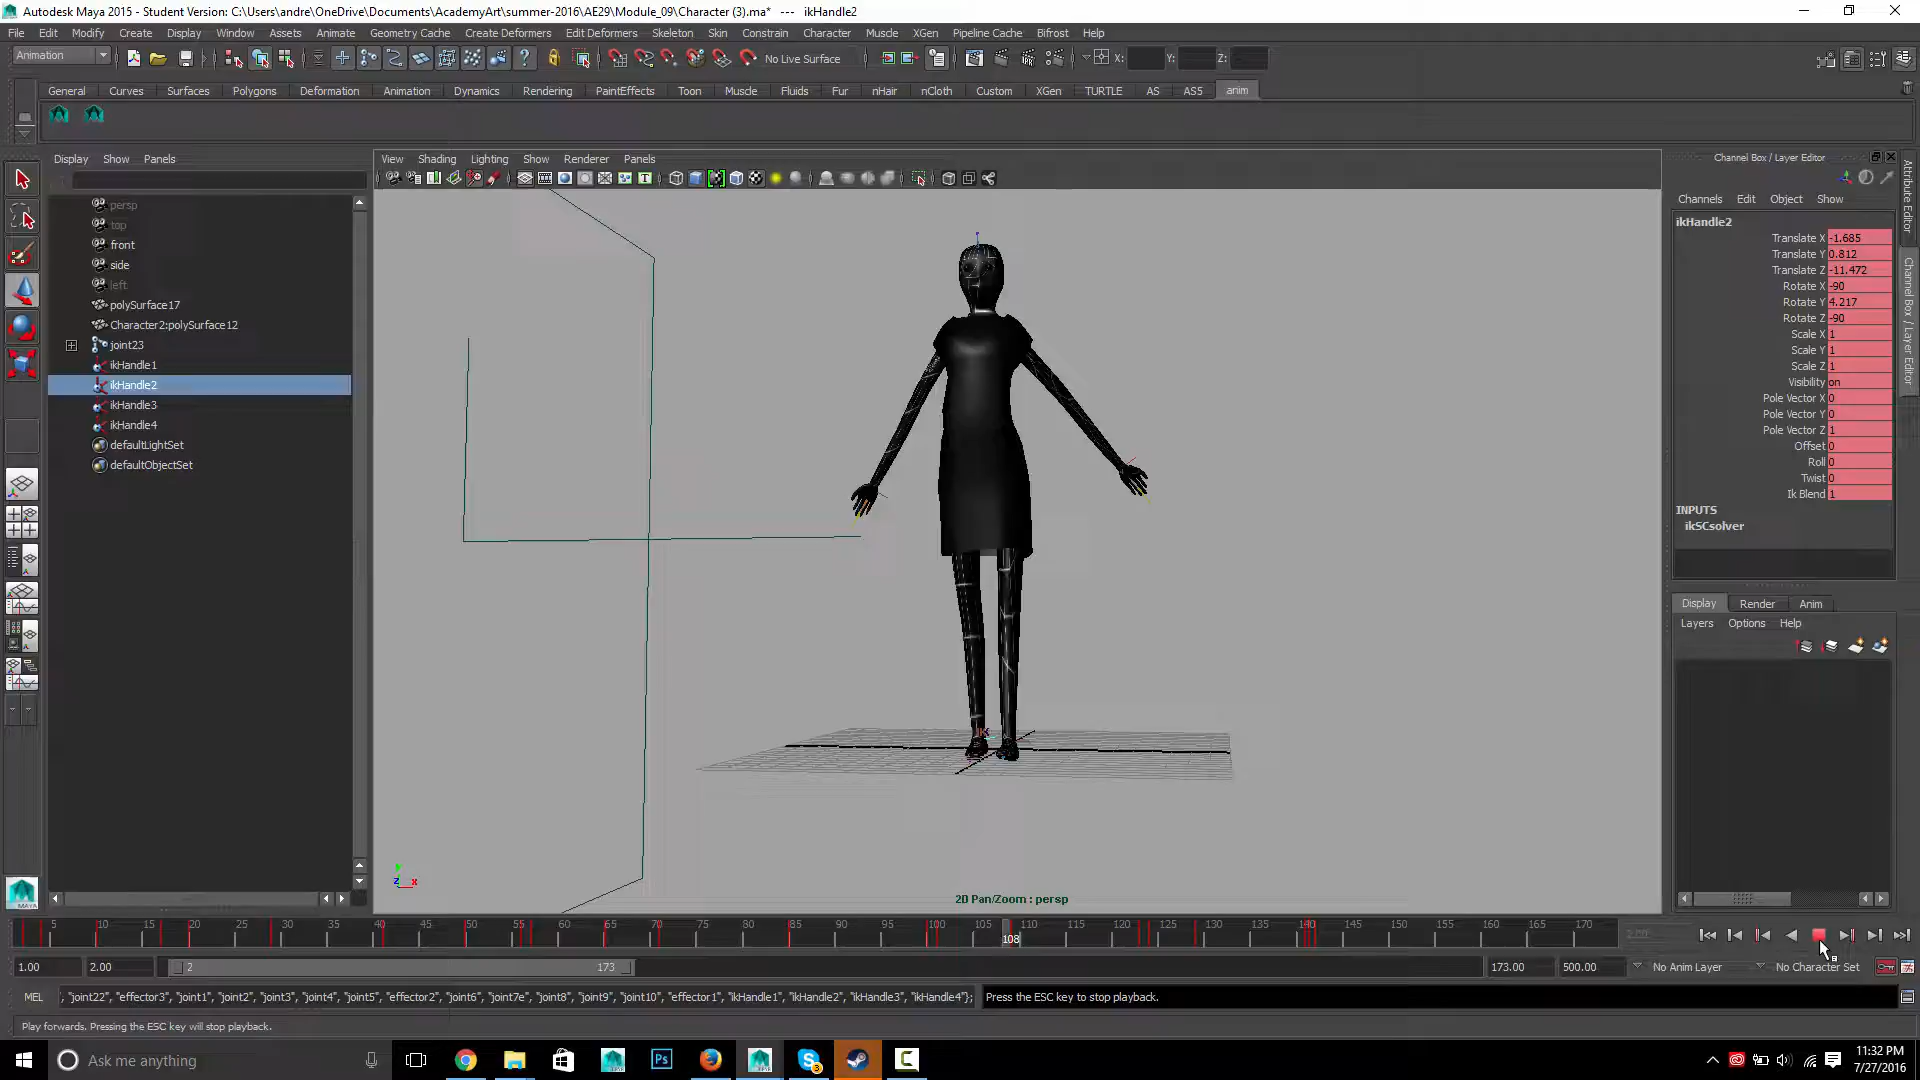 Autodesk Maya 2015 - Student Version: C:\Users\andre\OneDrive\Documents\AcademyArt\summer-2016\AE29\Module_09\Character (3).ma* --- ikHandle2
File Edit Modify Create Display Window Assets Animate Geometry Cache Create Deformers Edit Deformers Skeleton Skin Constrain Character Muscle XGen Pipeline Cache Bifrost Help
Animation No Live Surface X: Y: Z:
General Curves Surfaces Polygons Deformation Animation Dynamics Rendering PaintEffects Toon Muscle Fluids Fur nHair nCloth Custom XGen TURTLE AS AS5 anim
Display Show Panels
View Shading Lighting Show Renderer Panels
Channel Box / Layer Editor
Channels Edit Object Show
Attribute Editor
Channel Box / Layer Editor
persp
top
front
side
left
polySurface17
Character2:polySurface12
joint23
ikHandle1
ikHandle2
ikHandle3
ikHandle4
defaultLightSet
defaultObjectSet
ikHandle2
Translate X -1.685
Translate Y 0.812
Translate Z -11.472
Rotate X -90
Rotate Y 4.217
Rotate Z -90
Scale X 1
Scale Y 1
Scale Z 1
Visibility on
Pole Vector X 0
Pole Vector Y 0
Pole Vector Z 1
Offset 0
Roll 0
Twist 0
Ik Blend 1
INPUTS
ikSCsolver
Display Render Anim
Layers Options Help
IK
z x
2D Pan/Zoom : persp
MAYA
5 10 15 20 25 30 35 40 45 50 55 60 65 70 75 80 85 90 95 100 105 110 115 120 125 130 135 140 145 150 155 160 165 170
108
2.00
1.00 2.00 2 173 173.00 500.00 No Anim Layer No Character Set
MEL , "joint22", "effector3", "joint1", "joint2", "joint3", "joint4", "joint5", "effector2", "joint6", "joint7e", "joint8", "joint9", "joint10", "effector1", "ikHandle1", "ikHandle2", "ikHandle3", "ikHandle4"}; Press the ESC key to stop playback.
Play forwards. Pressing the ESC key will stop playback.
Ask me anything
Ps
3
11:32 PM
7/27/2016